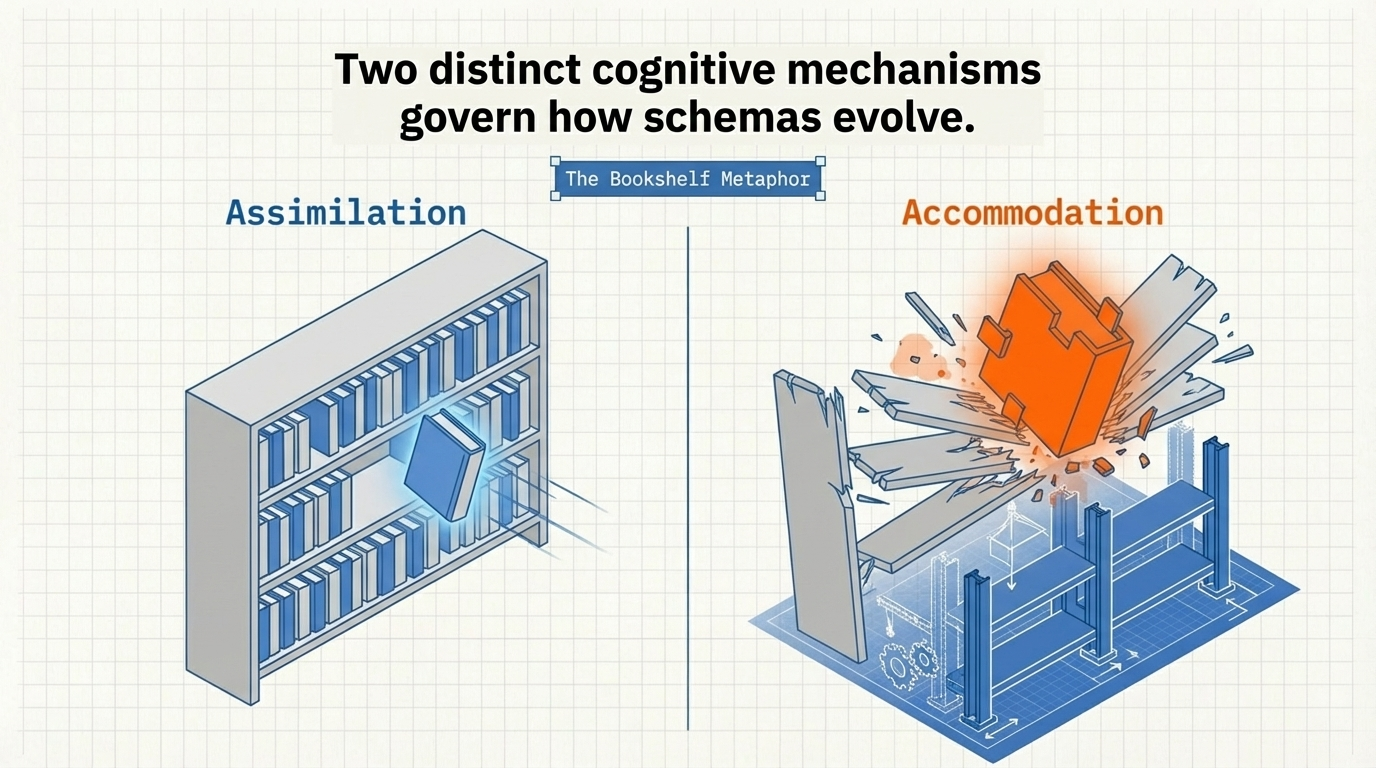 Two distinct cognitive mechanisms
govern how schemas evolve.
The Bookshelf Metaphor
Assimilation
Accommodation